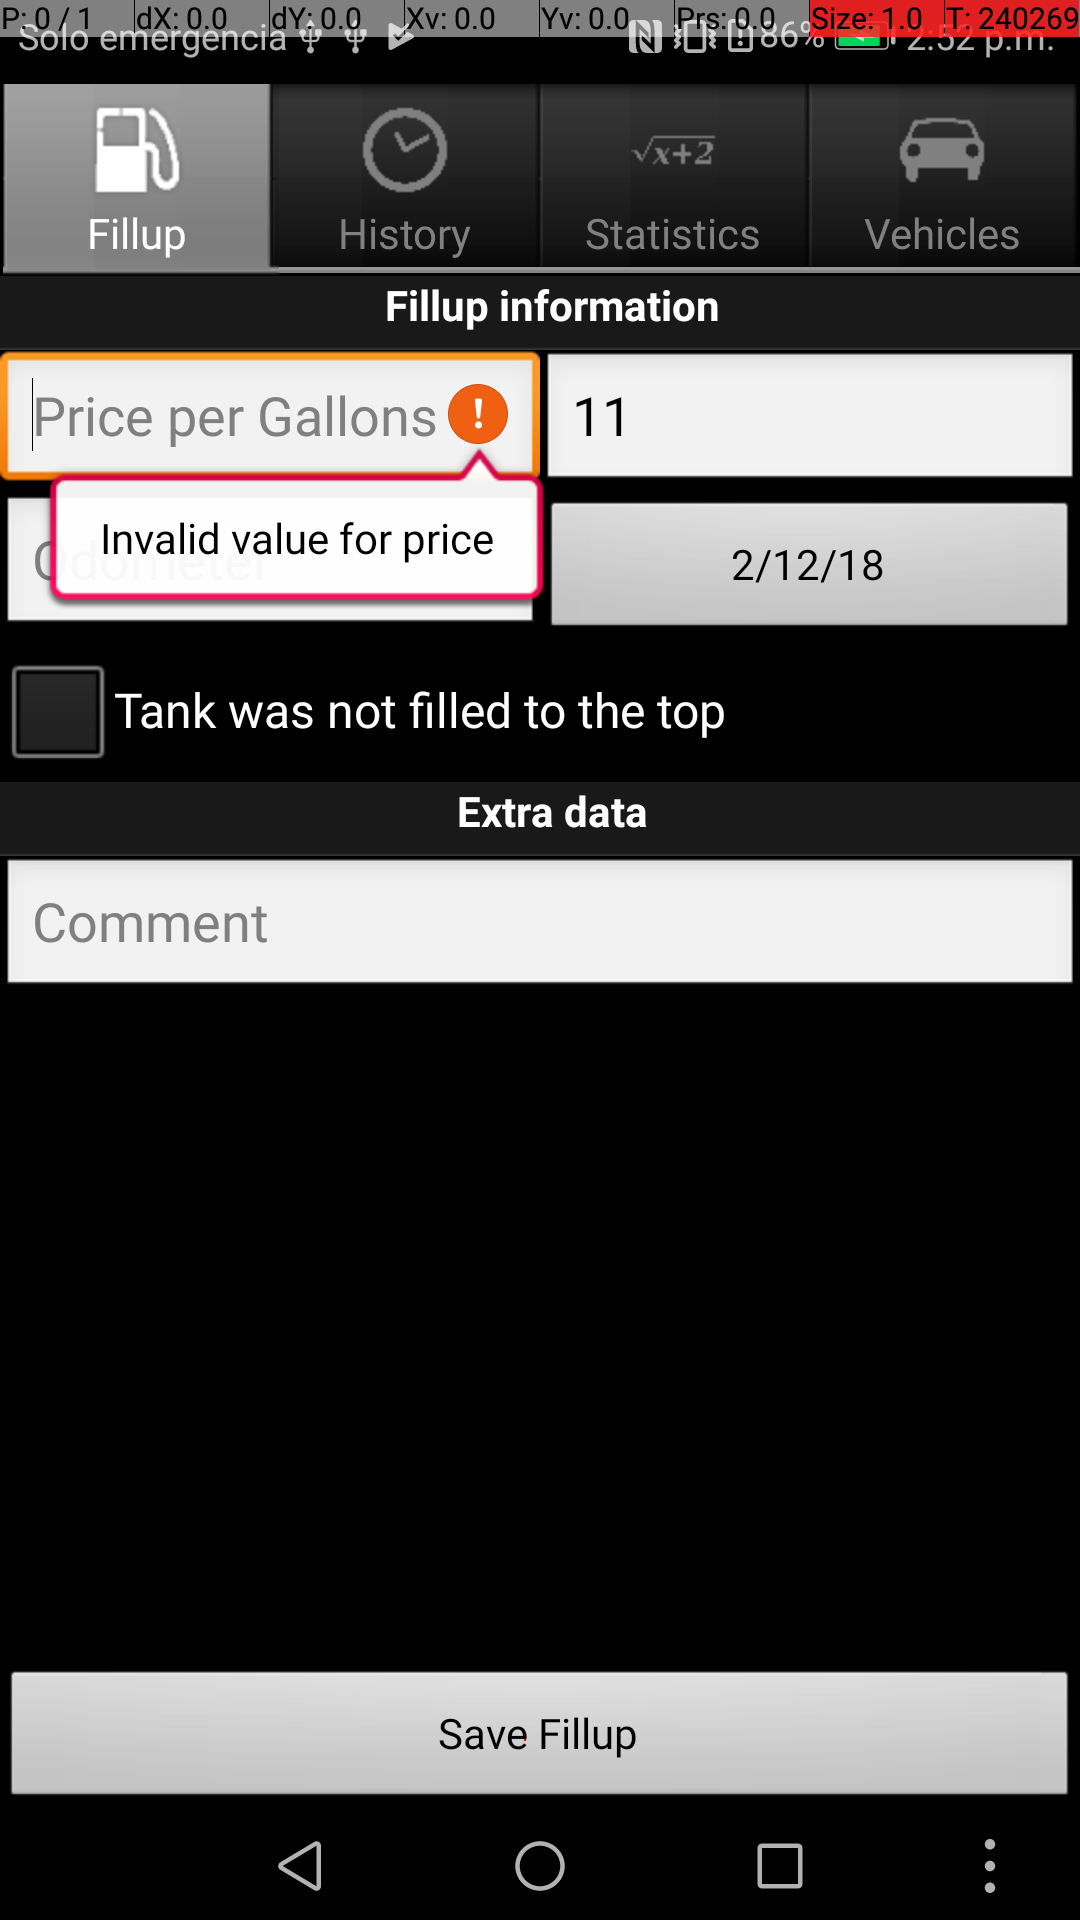 P: 0 / 1 dX: 0.0 dY: 0.0 Xv: 0.0 Yv: 0.0 Prs: 0.0 Size: 1.0 T: 240269
Solo emergencia 86% 2:52 p.m.
√x+2
Fillup History Statistics Vehicles
Fillup information
Price per Gallons ! 11
Invalid value for price
Odometer 2/12/18
Tank was not filled to the top
Extra data
Comment
Save Fillup